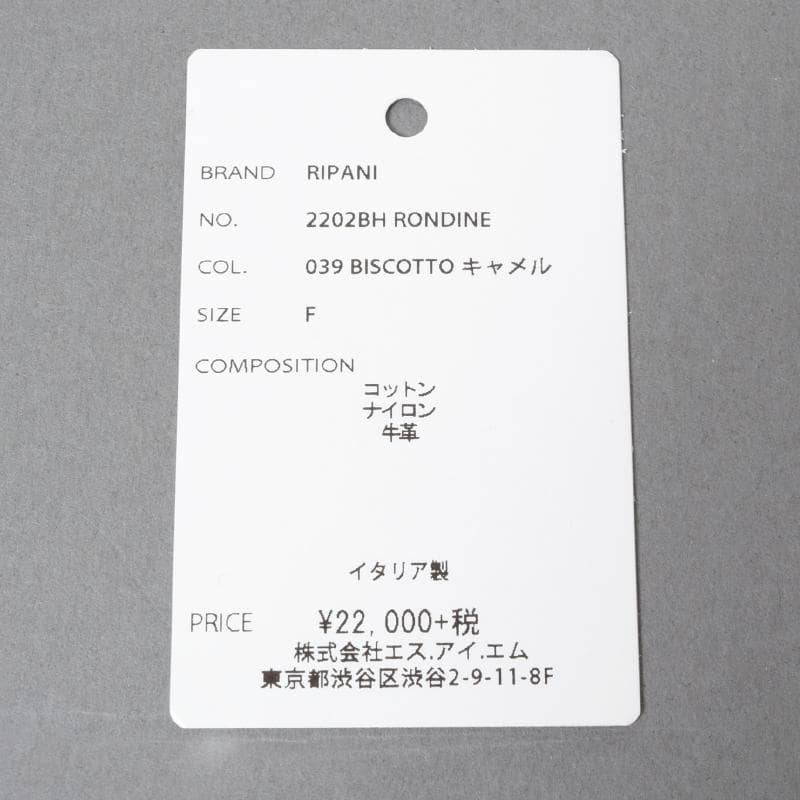 BRAND RIPANI
NO. 2202BH RONDINE
COL. 039 BISCOTTO キャメル
SIZE F
COMPOSITION
コットン
ナイロン
牛革
イタリア製
PRICE ¥22,000+税
株式会社エス.アイ.エム
東京都渋谷区渋谷2-9-11-8F